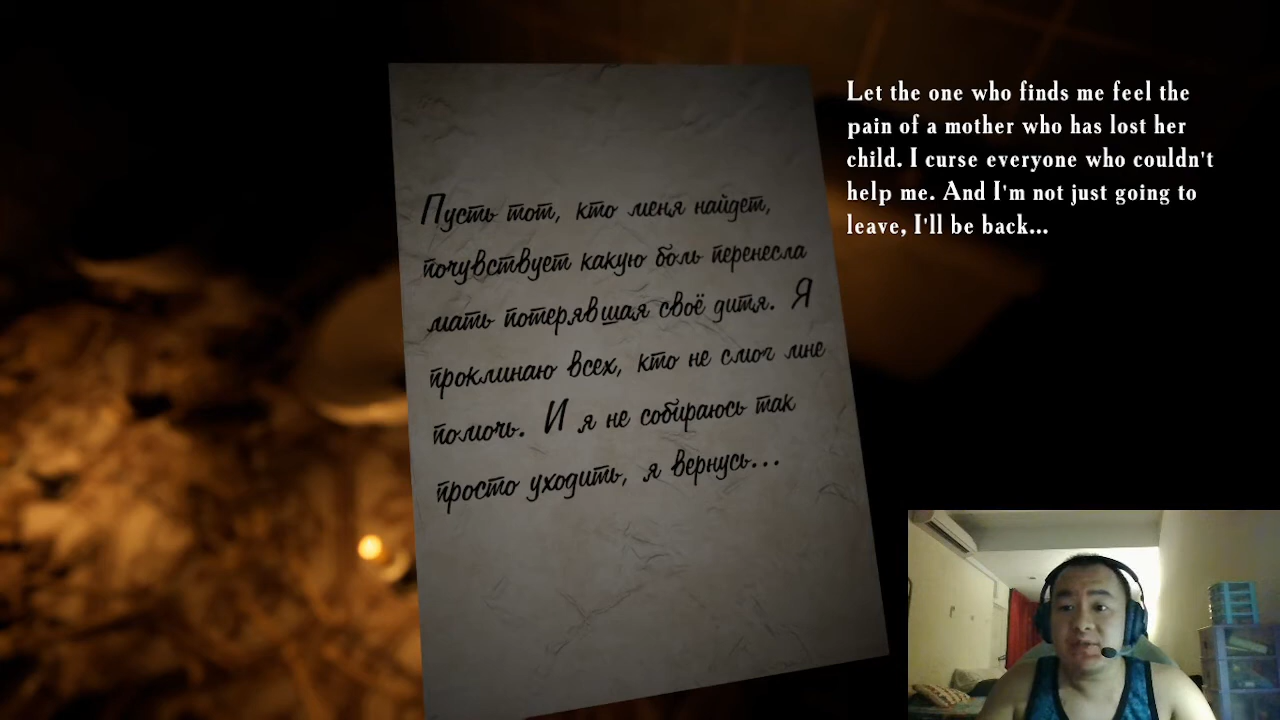 Пусть тот, кто меня найдет,
почувствует какую боль перенесла
мать потерявшая своё дитя. Я
проклинаю всех, кто не смог мне
помочь. И я не собираюсь так
просто уходить, я вернусь...
Let the one who finds me feel the
pain of a mother who has lost her
child. I curse everyone who couldn't
help me. And I'm not just going to
leave, I'll be back...